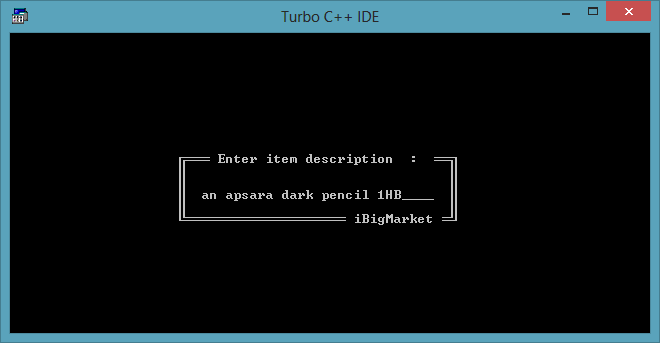 Turbo C++ IDE
Enter item description :
an apsara dark pencil 1HB____
iBigMarket